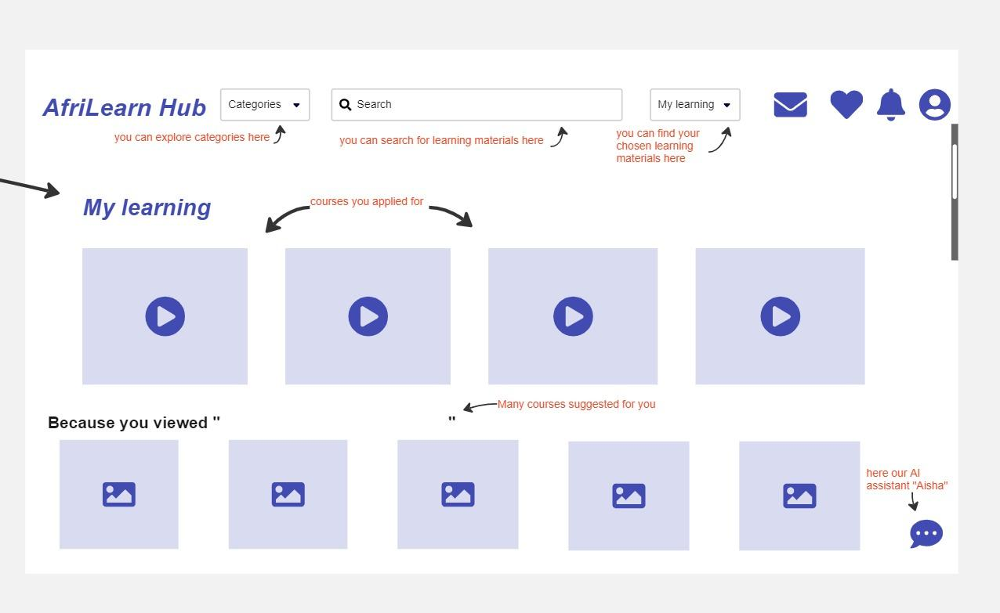 AfriLearn Hub
Categories
Search
My learning
you can explore categories here
you can search for learning materials here
you can find your
chosen learning
materials here
My learning
courses you applied for
Many courses suggested for you
Because you viewed " "
here our AI
assistant "Aisha"